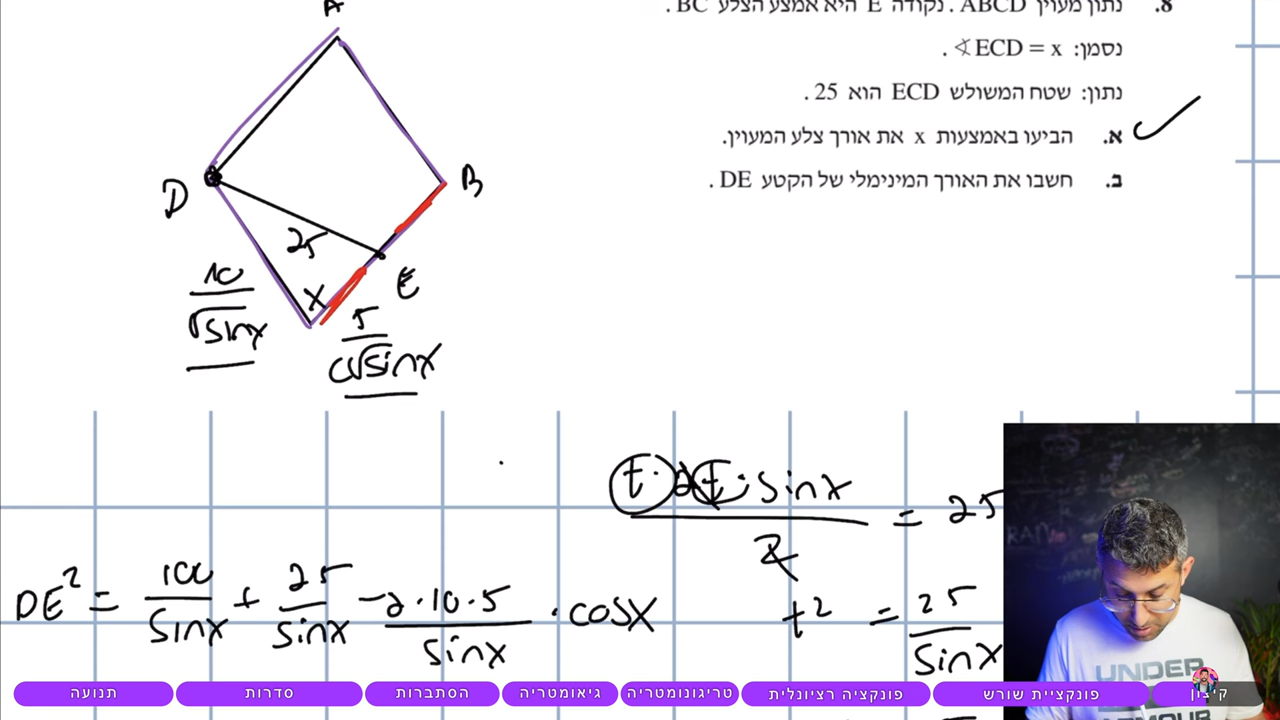 8. נתון מעוין ABCD. נקודה E היא אמצע הצלע BC
נסמן: ∢ECD = x.
נתון: שטח המשולש ECD הוא 25.
א. הביעו באמצעות x את אורך צלע המעוין.
ב. חשבו את האורך המינימלי של הקטע DE.
A
D
B
25
E
x
10/√sinx
5/√sinx
C
t·2t·sinx/2 = 25
DE² = 100/sinx + 25/sinx - 2·10·5/sinx · cosx
t² = 25/sinx
UNDER
תנועה
סדרות
הסתברות
גיאומטריה
טריגונומטריה
פונקציה רציונלית
פונקציית שורש